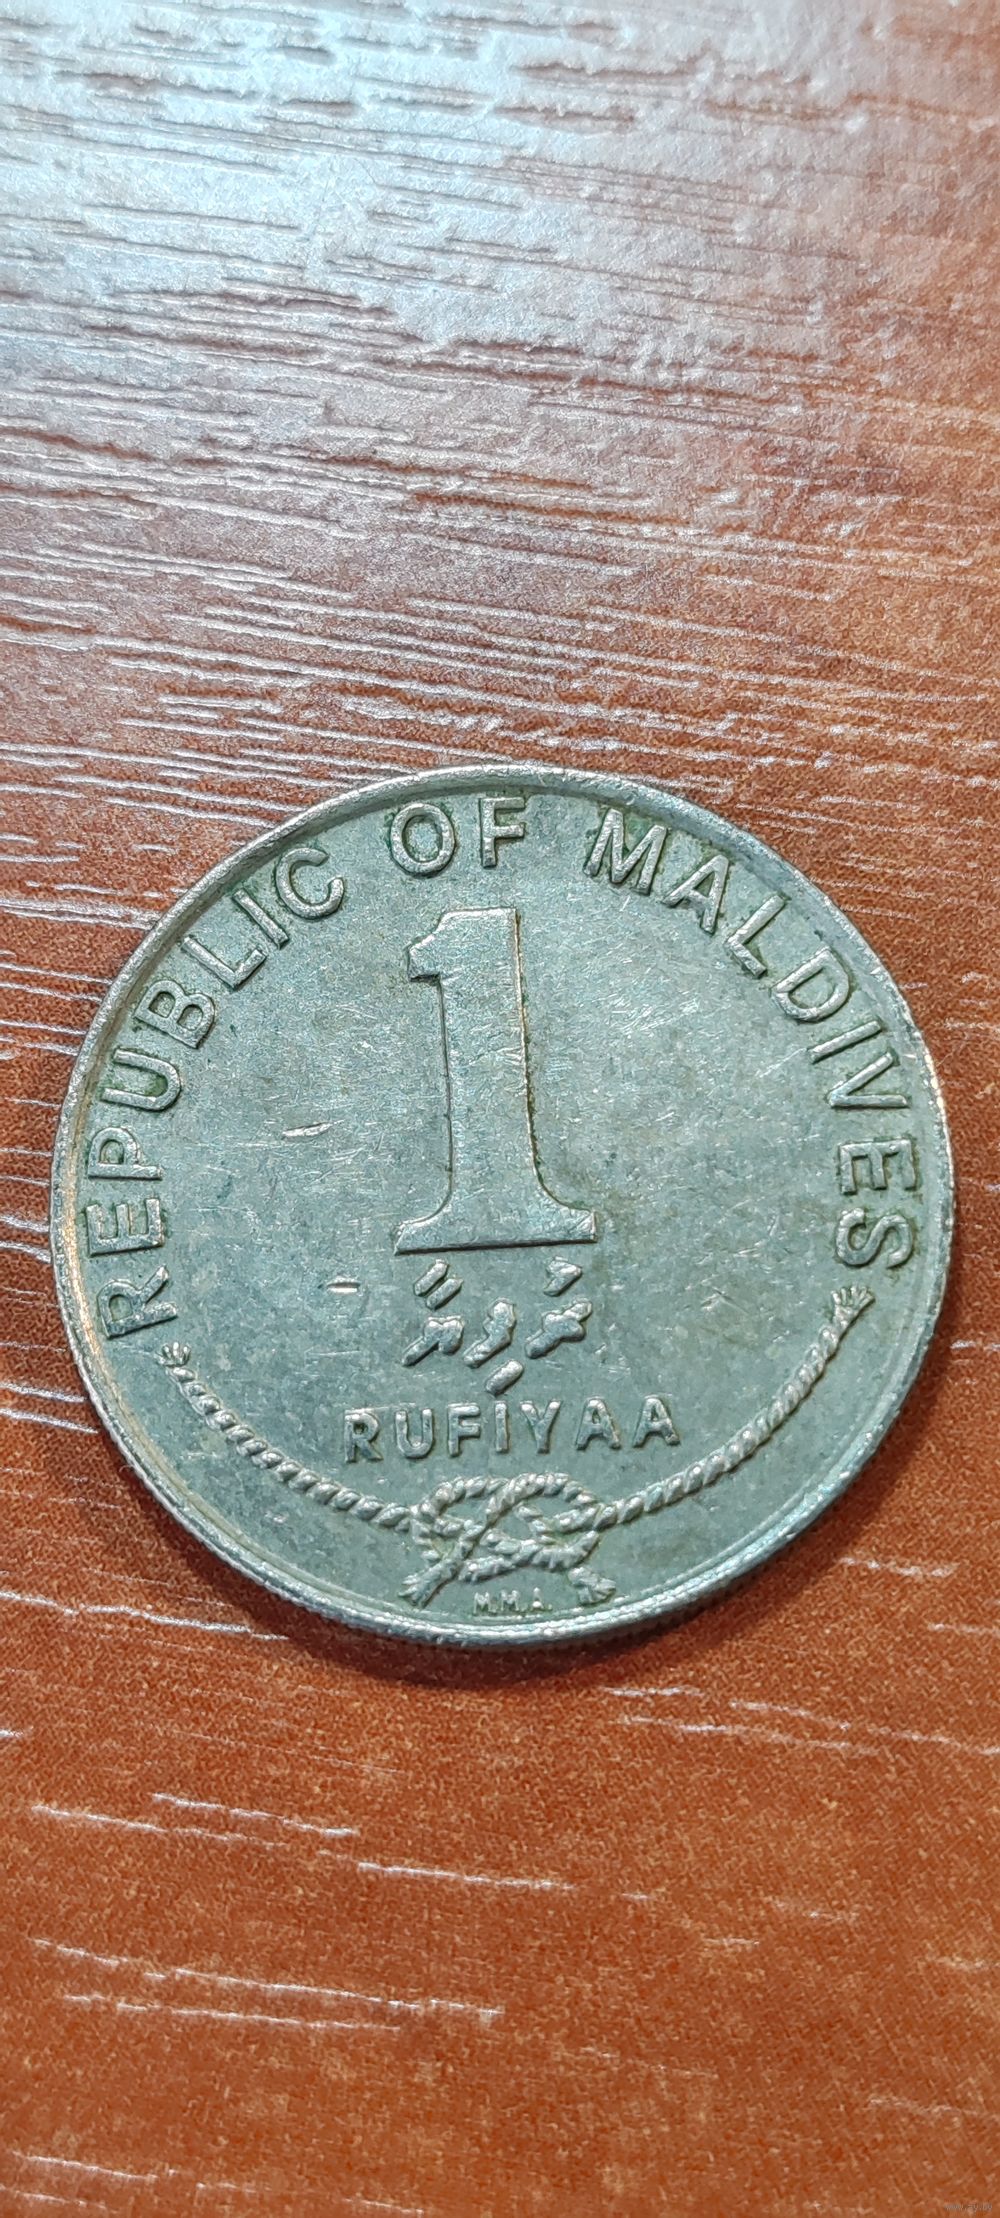 REPUBLIC OF MALDIVES
1
ރުފިޔާ
RUFIYAA
M.M.A.